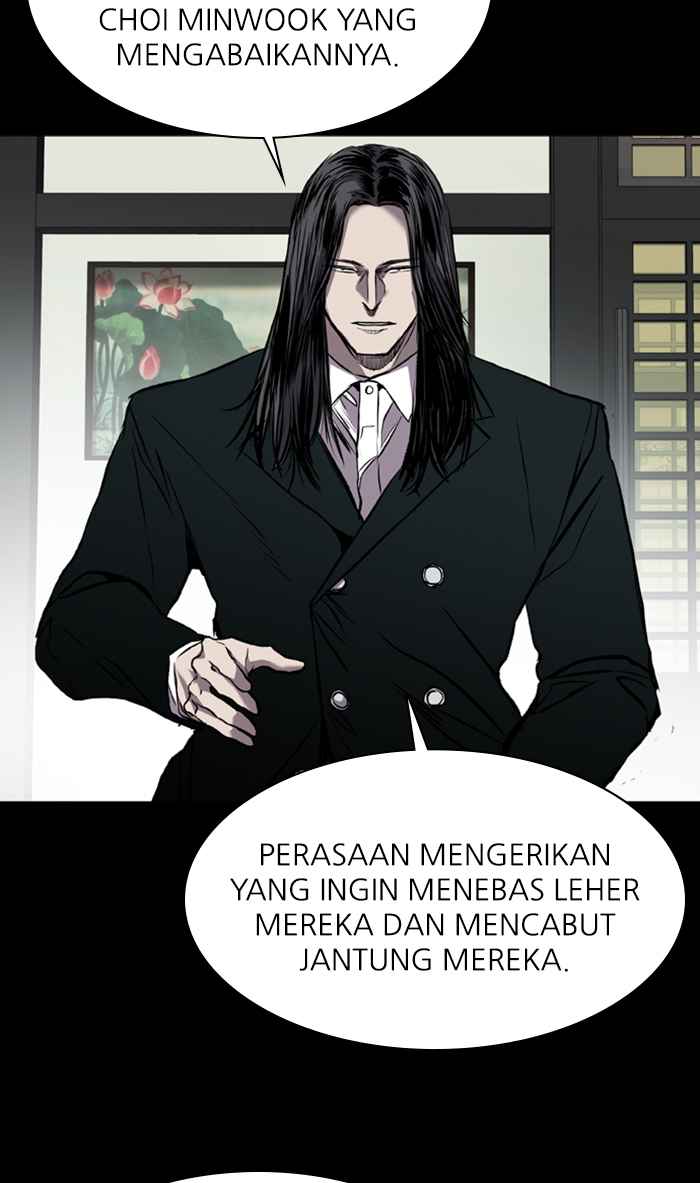 CHOI MINWOOK YANG
MENGABAIKANNYA.
PERASAAN MENGERIKAN
YANG INGIN MENEBAS LEHER
MEREKA DAN MENCABUT
JANTUNG MEREKA.